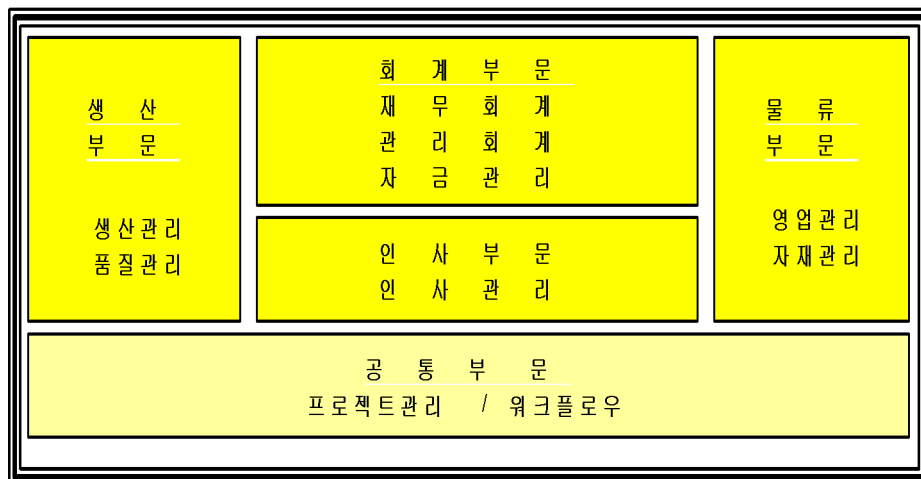 생 산
부 문
생산관리
품질관리
회 계 부 문
재 무 회 계
관 리 회 계
자 금 관 리
인 사 부 문
인 사 관 리
물 류
부 문
영업관리
자재관리
공 통 부 문
프로젝트관리 / 워크플로우